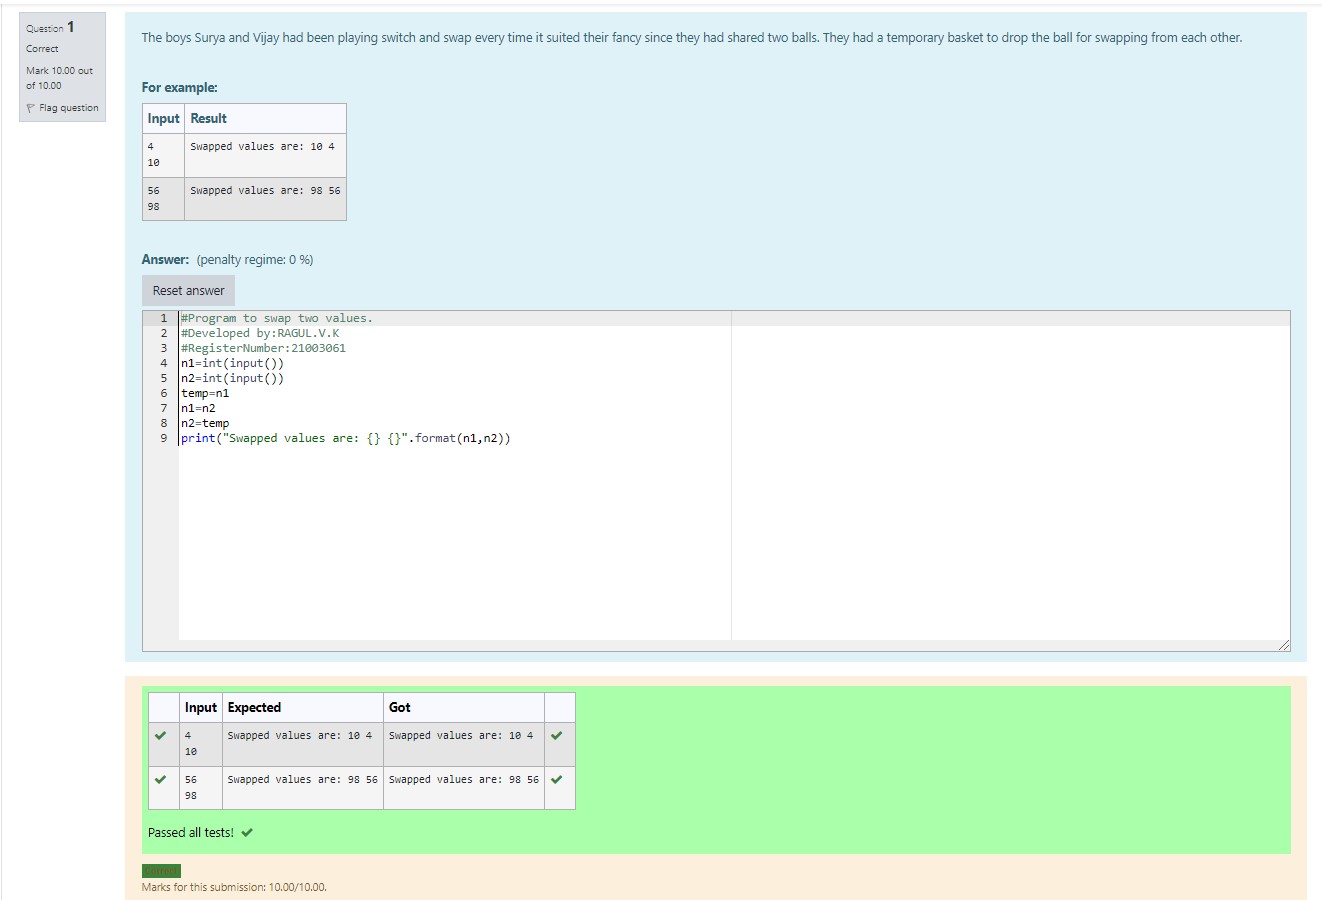 Question 1
Correct
Mark 10.00 out
of 10.00
Flag question
The boys Surya and Vijay had been playing switch and swap every time it suited their fancy since they had shared two balls. They had a temporary basket to drop the ball for swapping from each other.
For example:
Input Result
4 Swapped values are: 10 4
10
56 Swapped values are: 98 56
98
Answer: (penalty regime: 0 %)
Reset answer
1 #Program to swap two values.
2 #Developed by:RAGUL.V.K
3 #RegisterNumber:21003061
4 n1=int(input())
5 n2=int(input())
6 temp=n1
7 n1=n2
8 n2=temp
9 print("Swapped values are: {} {}".format(n1,n2))
Input Expected Got
4 Swapped values are: 10 4 Swapped values are: 10 4
10
56 Swapped values are: 98 56 Swapped values are: 98 56
98
Passed all tests!
Marks for this submission: 10.00/10.00.